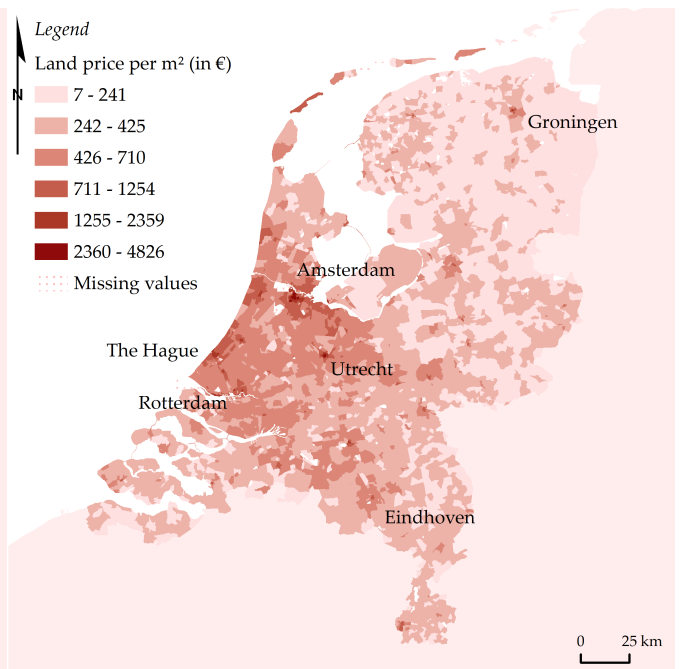 Legend
Land price per m² (in €)
N
7 - 241
242 - 425
426 - 710
711 - 1254
1255 - 2359
2360 - 4826
Missing values
Groningen
Amsterdam
The Hague
Utrecht
Rotterdam
Eindhoven
0 25 km